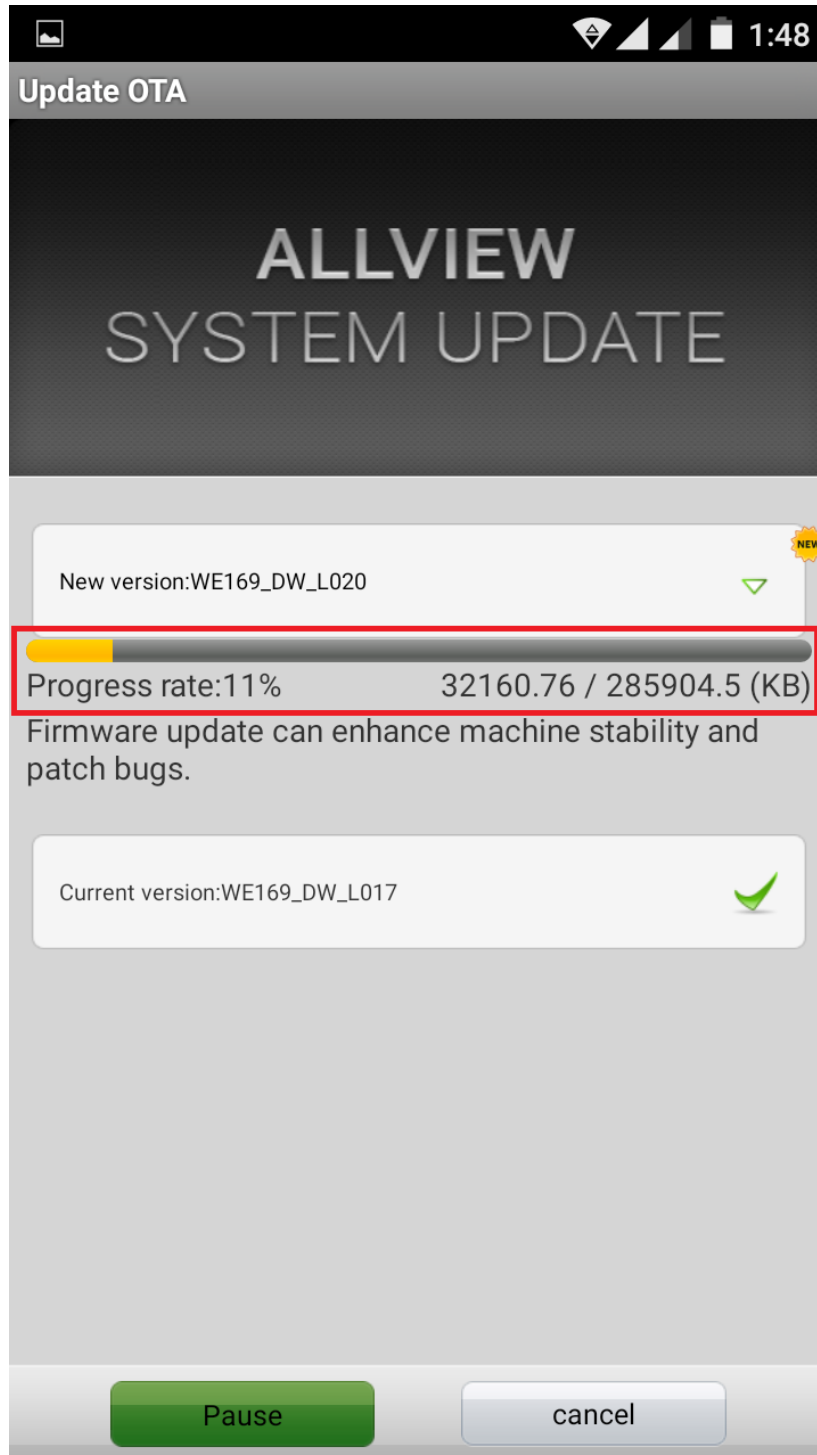 1:48
Update OTA
ALLVIEW
SYSTEM UPDATE
NEW
New version:WE169_DW_L020
Progress rate:11% 32160.76 / 285904.5 (KB)
Firmware update can enhance machine stability and
patch bugs.
Current version:WE169_DW_L017
Pause cancel